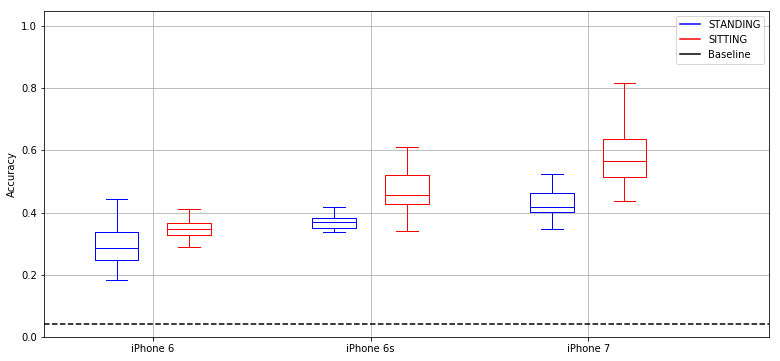 1.0
0.8
0.6
0.4
0.2
0.0
Accuracy
STANDING
SITTING
Baseline
iPhone 6
iPhone 6s
iPhone 7